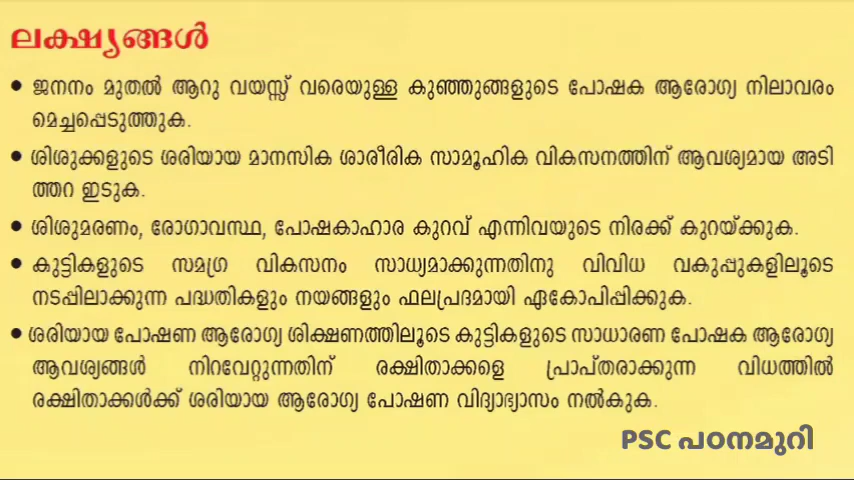 ലക്ഷ്യങ്ങൾ
• ജനനം മുതൽ ആറു വയസ്സ് വരെയുള്ള കുഞ്ഞുങ്ങളുടെ പോഷക ആരോഗ്യ നിലാവരം
മെച്ചപ്പെടുത്തുക.
• ശിശുക്കളുടെ ശരിയായ മാനസിക ശാരീരിക സാമൂഹിക വികസനത്തിന് ആവശ്യമായ അടി
ത്തറ ഇടുക.
• ശിശുമരണം, രോഗാവസ്ഥ, പോഷകാഹാര കുറവ് എന്നിവയുടെ നിരക്ക് കുറയ്ക്കുക.
• കുട്ടികളുടെ സമഗ്ര വികസനം സാധ്യമാക്കുന്നതിനു വിവിധ വകുപ്പുകളിലൂടെ
നടപ്പിലാക്കുന്ന പദ്ധതികളും നയങ്ങളും ഫലപ്രദമായി ഏകോപിപ്പിക്കുക.
• ശരിയായ പോഷണ ആരോഗ്യ ശിക്ഷണത്തിലൂടെ കുട്ടികളുടെ സാധാരണ പോഷക ആരോഗ്യ
ആവശ്യങ്ങൾ നിറവേറ്റുന്നതിന് രക്ഷിതാക്കളെ പ്രാപ്തരാക്കുന്ന വിധത്തിൽ
രക്ഷിതാക്കൾക്ക് ശരിയായ ആരോഗ്യ പോഷണ വിദ്യാഭ്യാസം നൽകുക.
PSC പഠനമുറി